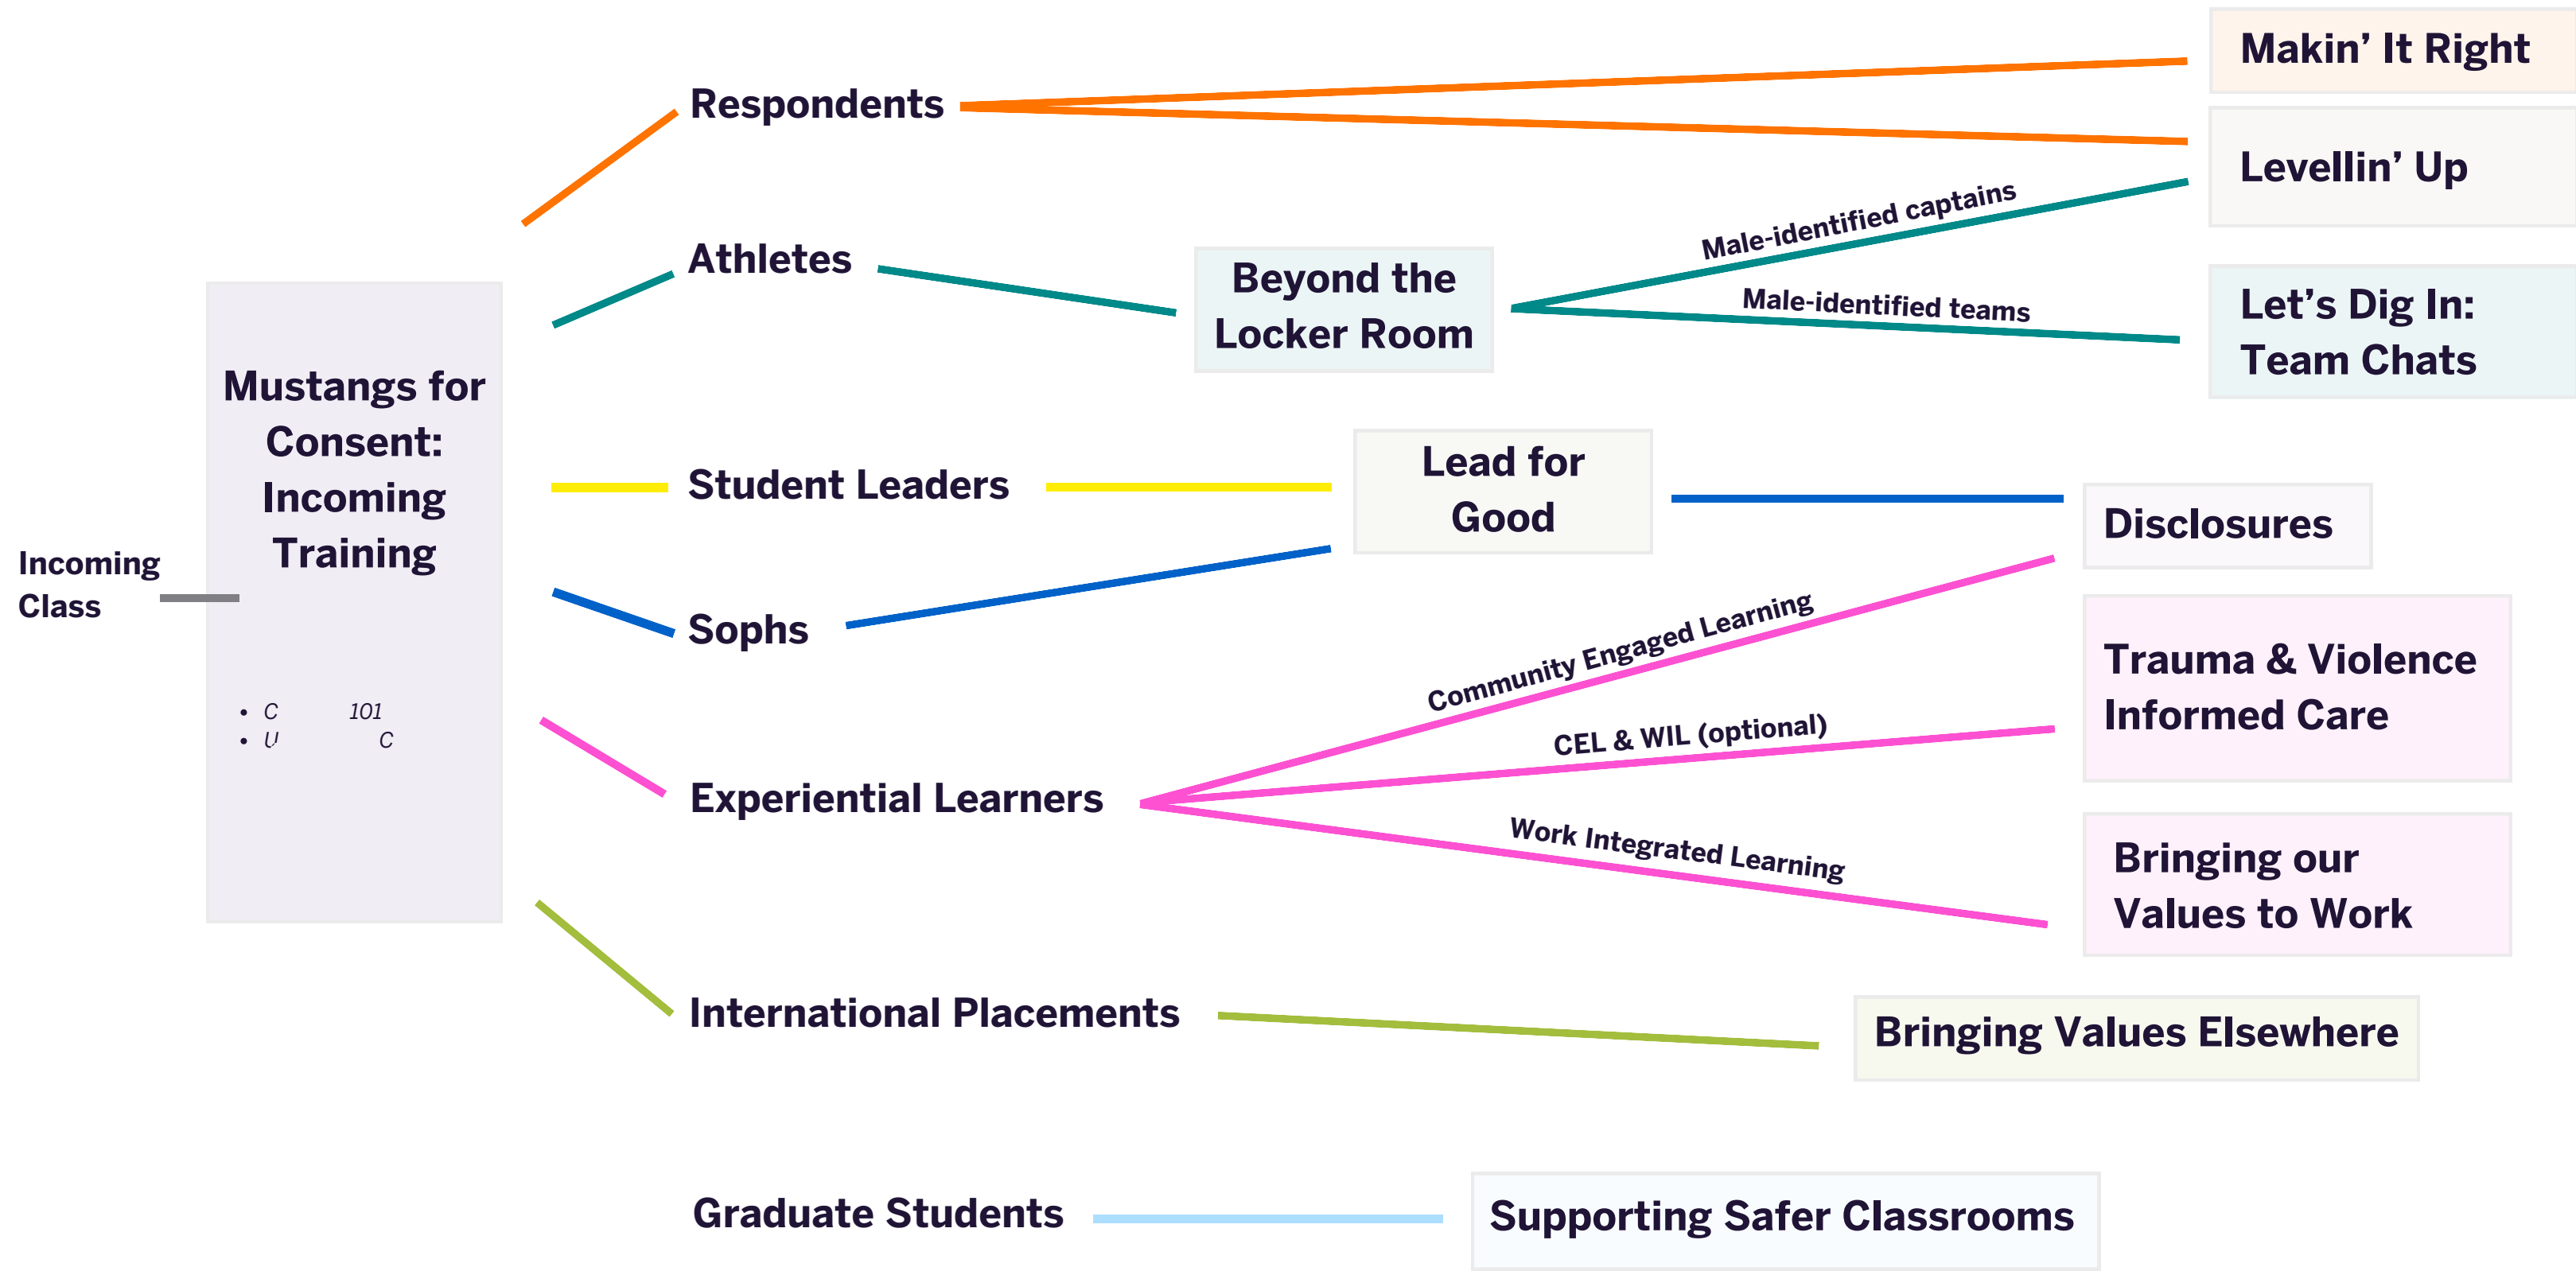 Incoming
Class
Mustangs for
Consent:
Incoming
Training
• C 101
• U C
Respondents
Athletes
Student Leaders
Sophs
Experiential Learners
International Placements
Graduate Students
Beyond the
Locker Room
Lead for
Good
Male-identified captains
Male-identified teams
Community Engaged Learning
CEL & WIL (optional)
Work Integrated Learning
Makin’ It Right
Levellin’ Up
Let’s Dig In:
Team Chats
Disclosures
Trauma & Violence
Informed Care
Bringing our
Values to Work
Bringing Values Elsewhere
Supporting Safer Classrooms